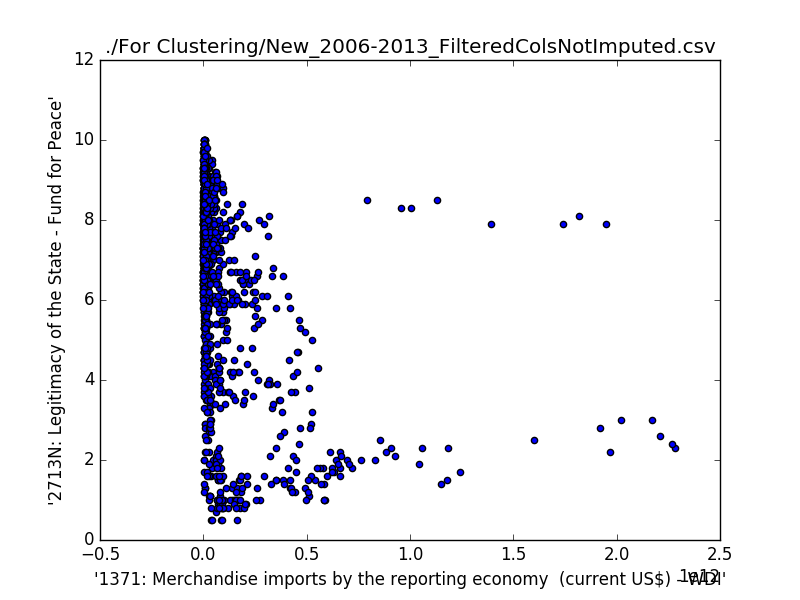 ./For Clustering/New_2006-2013_FilteredColsNotImputed.csv
12
10
8
6
4
2
0
'2713N: Legitimacy of the State - Fund for Peace'
−0.5 0.0 0.5 1.0 1.5 2.0 2.5
1e12
'1371: Merchandise imports by the reporting economy  (current US$) - WDI'